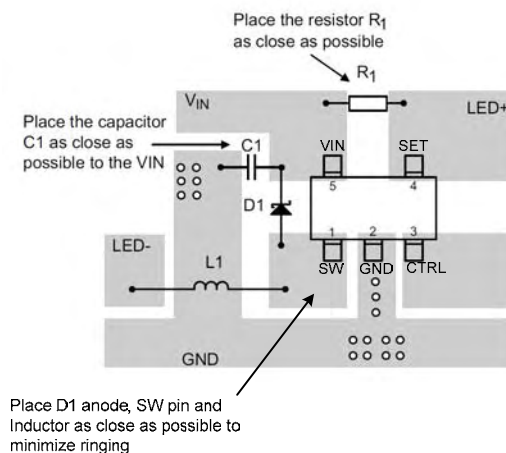 Place the resistor R1
as close as possible
R1
VIN
LED+
Place the capacitor
C1 as close as
possible to the VIN
C1
VIN
SET
5
4
D1
1
2
3
LED-
SW
GND
CTRL
L1
GND
Place D1 anode, SW pin and
Inductor as close as possible to
minimize ringing